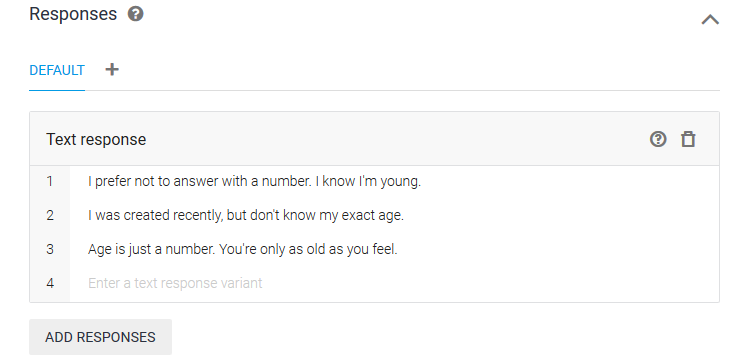 Responses
DEFAULT
Text response
1 I prefer not to answer with a number. I know I'm young.
2 I was created recently, but don't know my exact age.
3 Age is just a number. You're only as old as you feel.
4 Enter a text response variant
ADD RESPONSES